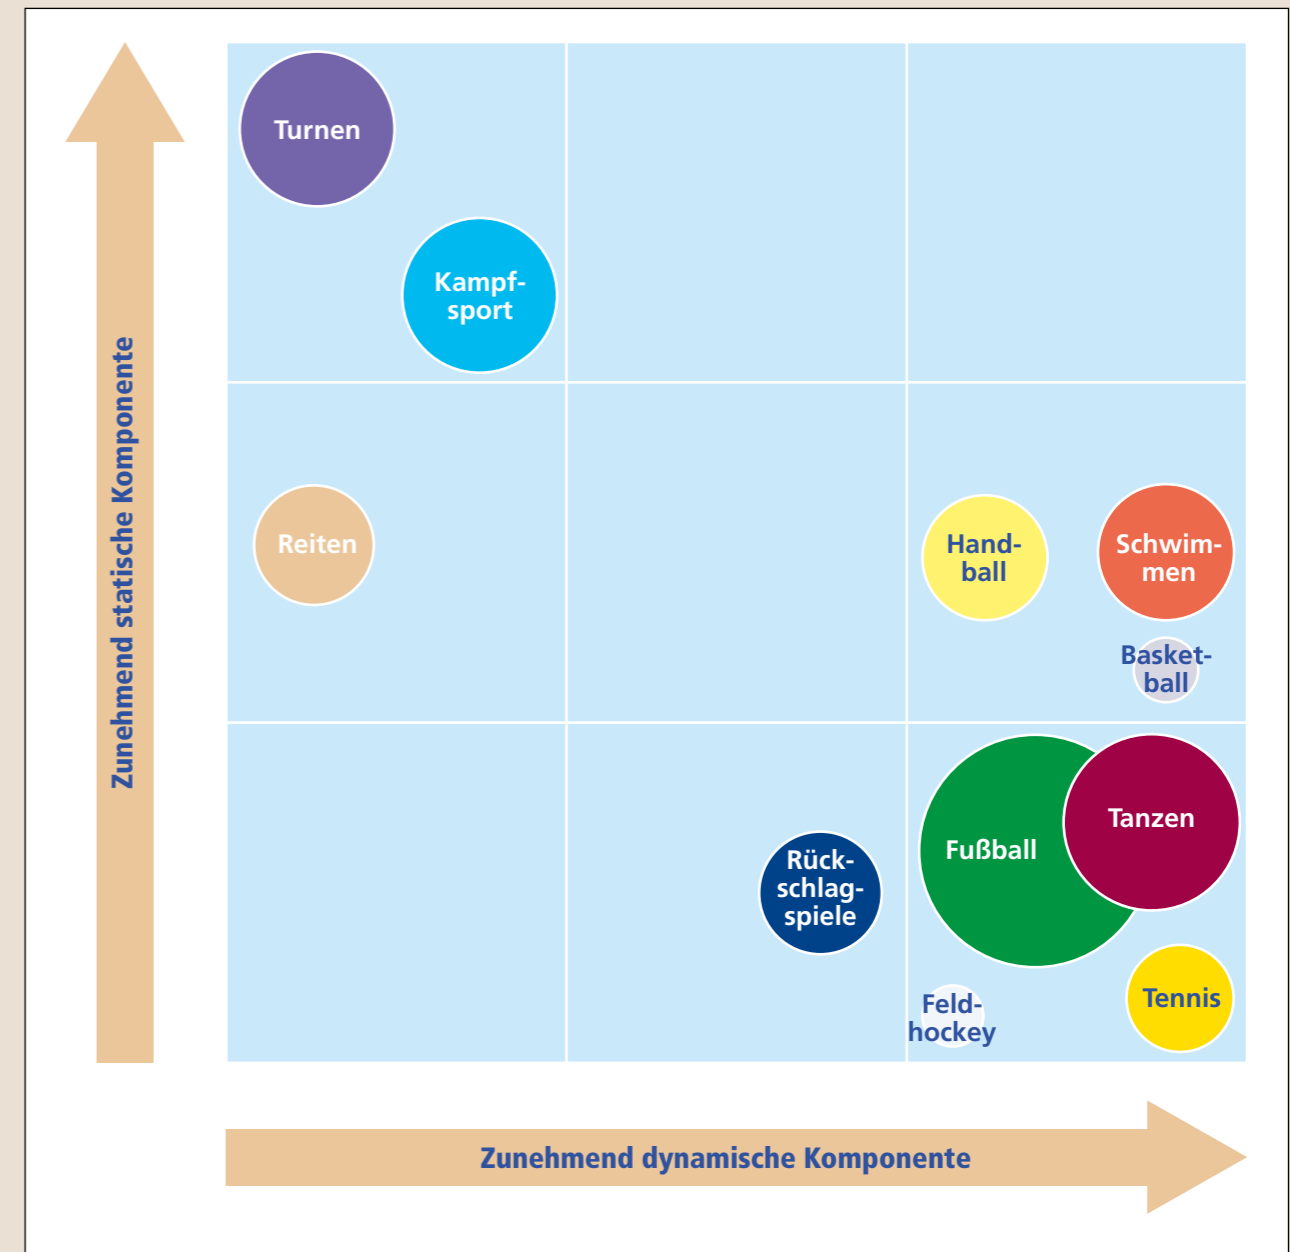 Turnen
Kampf-
sport
Zunehmend statische Komponente
Reiten
Hand-
ball
Schwim-
men
Basket-
ball
Rück-
schlag-
spiele
Fußball
Tanzen
Feld-
hockey
Tennis
Zunehmend dynamische Komponente